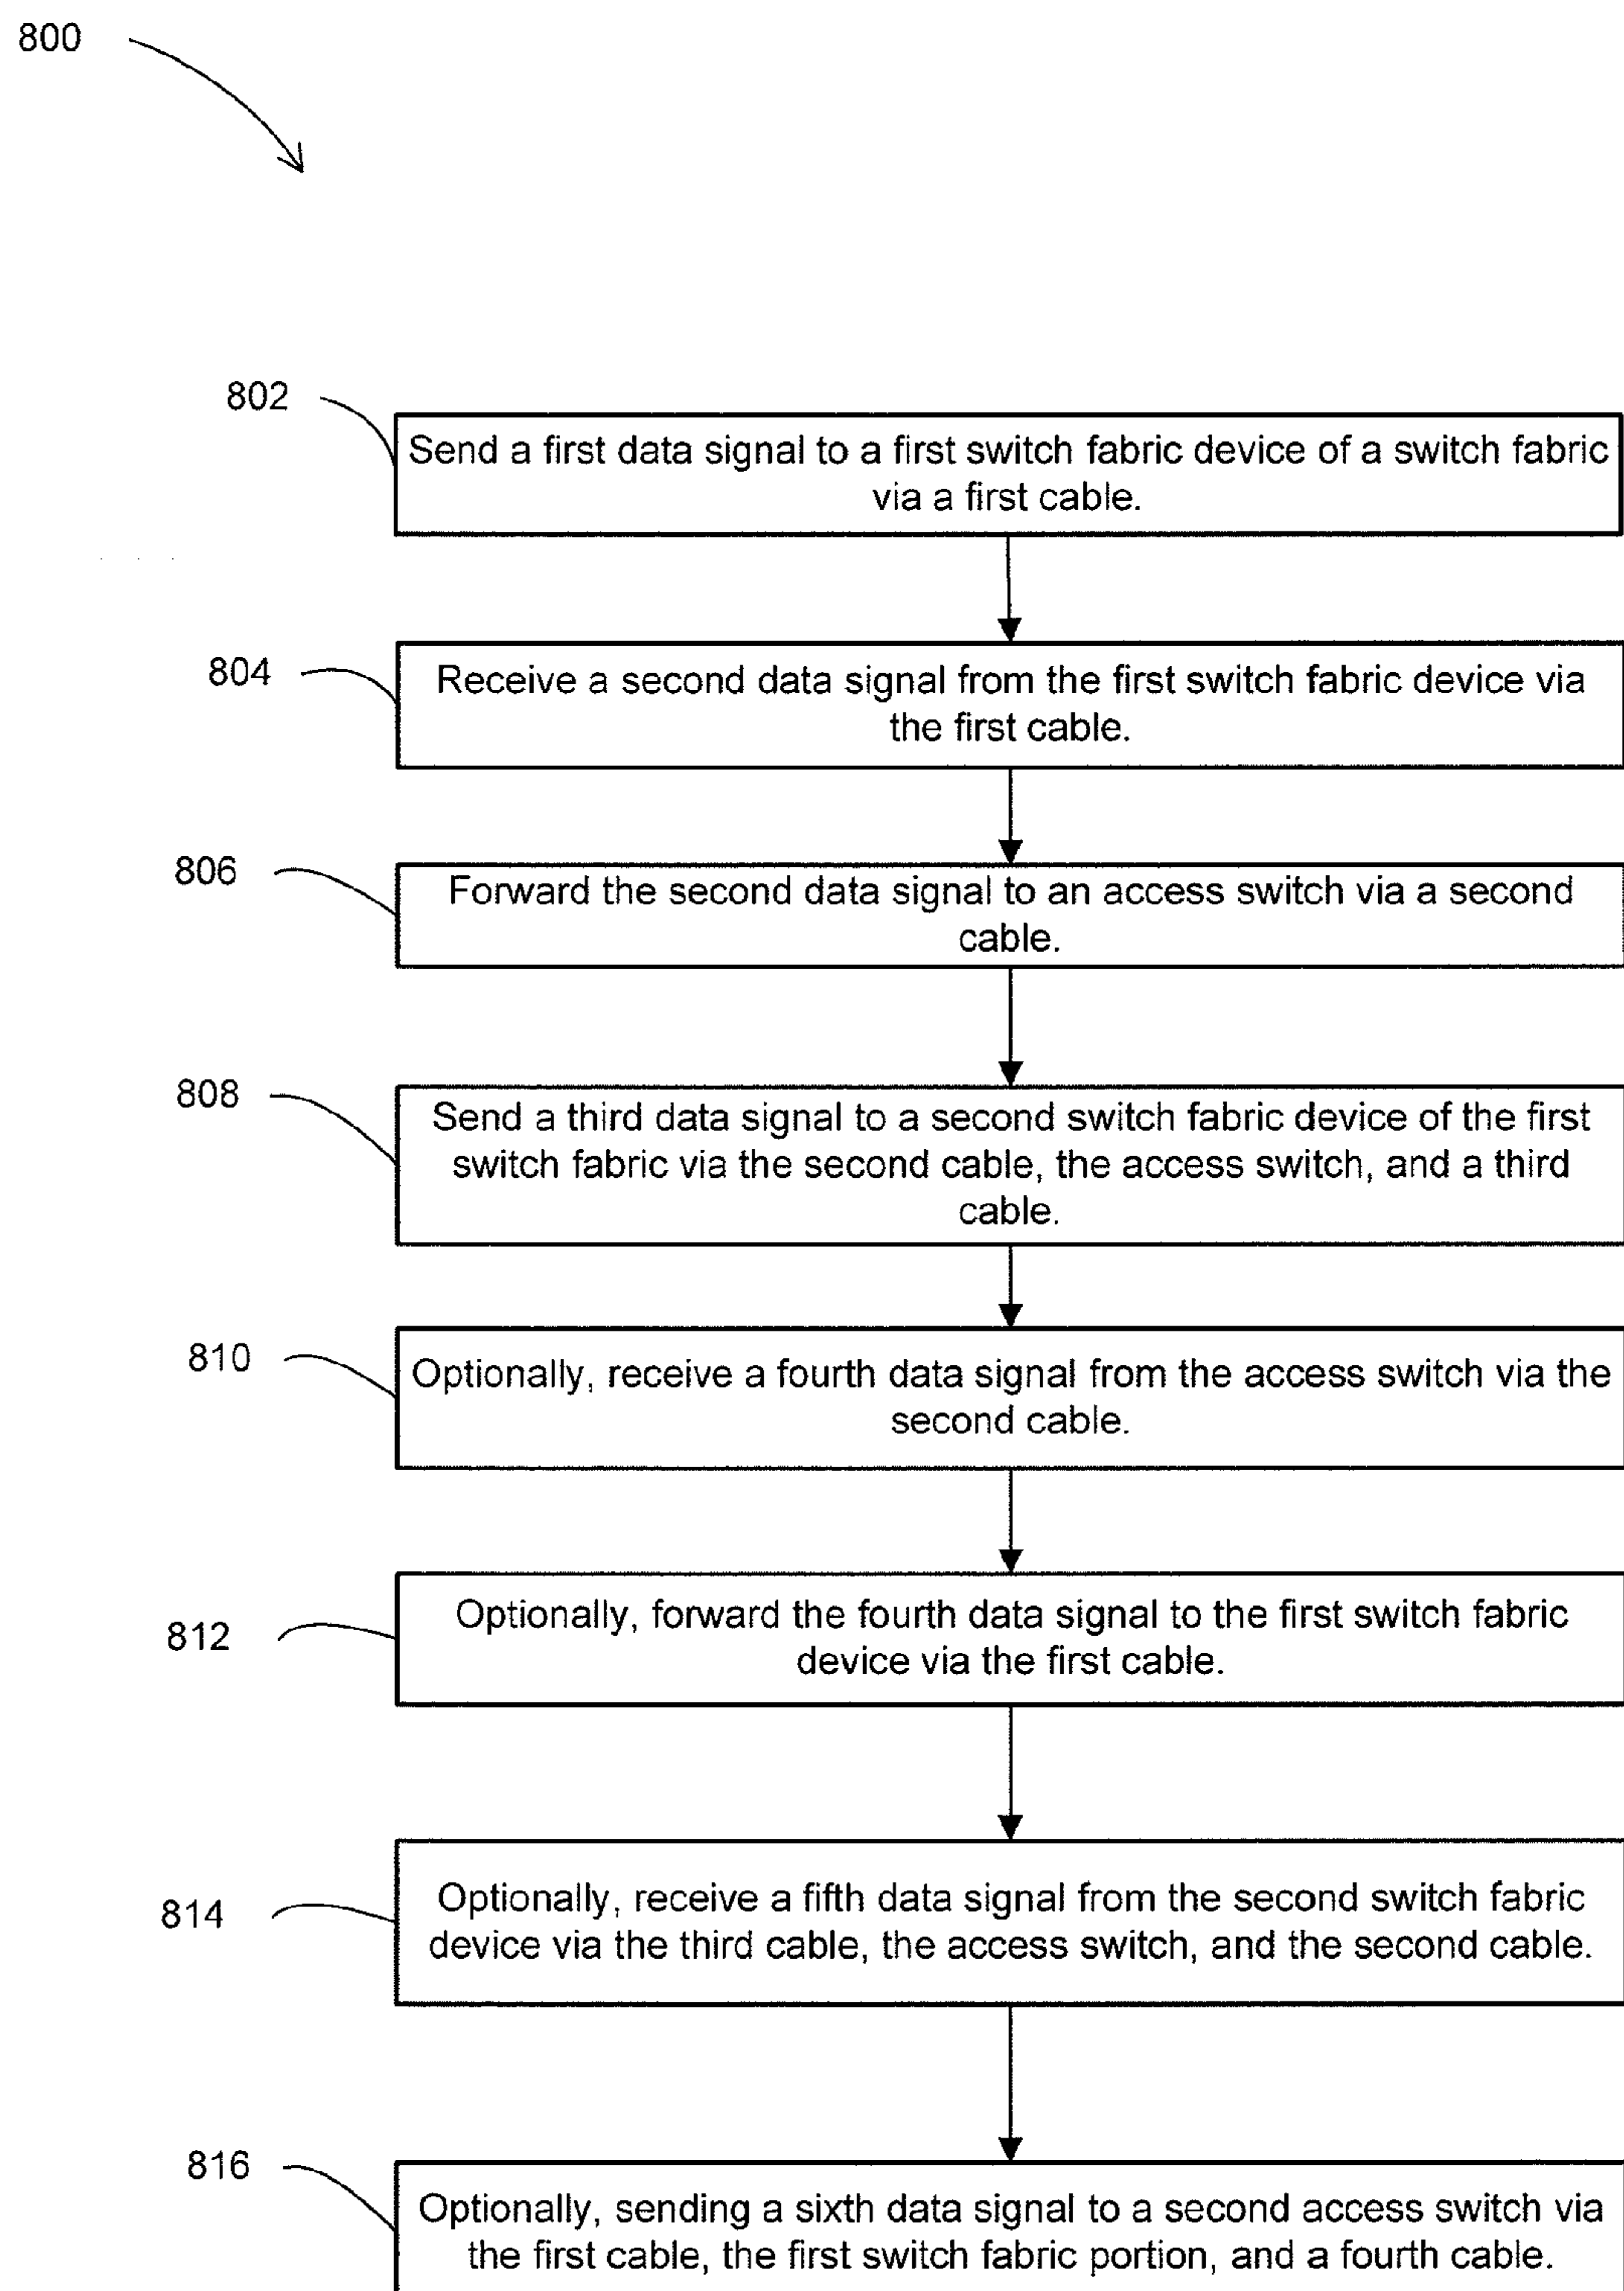 800
802
Send a first data signal to a first switch fabric device of a switch fabric
via a first cable.
804
Receive a second data signal from the first switch fabric device via
the first cable.
806
Forward the second data signal to an access switch via a second
cable.
808
Send a third data signal to a second switch fabric device of the first
switch fabric via the second cable, the access switch, and a third
cable.
810
Optionally, receive a fourth data signal from the access switch via the
second cable.
812
Optionally, forward the fourth data signal to the first switch fabric
device via the first cable.
814
Optionally, receive a fifth data signal from the second switch fabric
device via the third cable, the access switch, and the second cable.
816
Optionally, sending a sixth data signal to a second access switch via
the first cable, the first switch fabric portion, and a fourth cable.